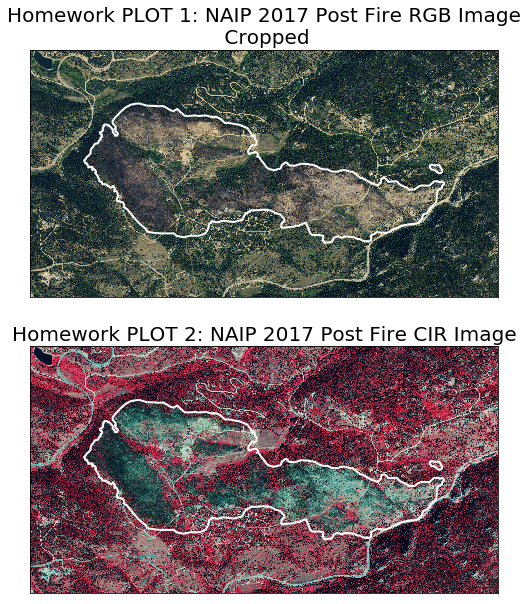 Homework PLOT 1: NAIP 2017 Post Fire RGB Image
Cropped
Homework PLOT 2: NAIP 2017 Post Fire CIR Image